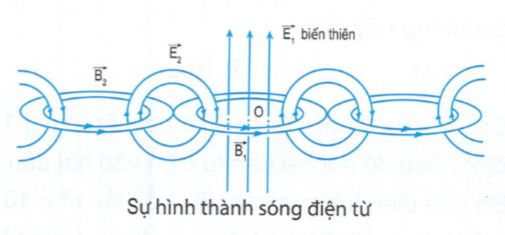 E₁ biến thiên
B₂
E₂
O
B₁
Sự hình thành sóng điện từ